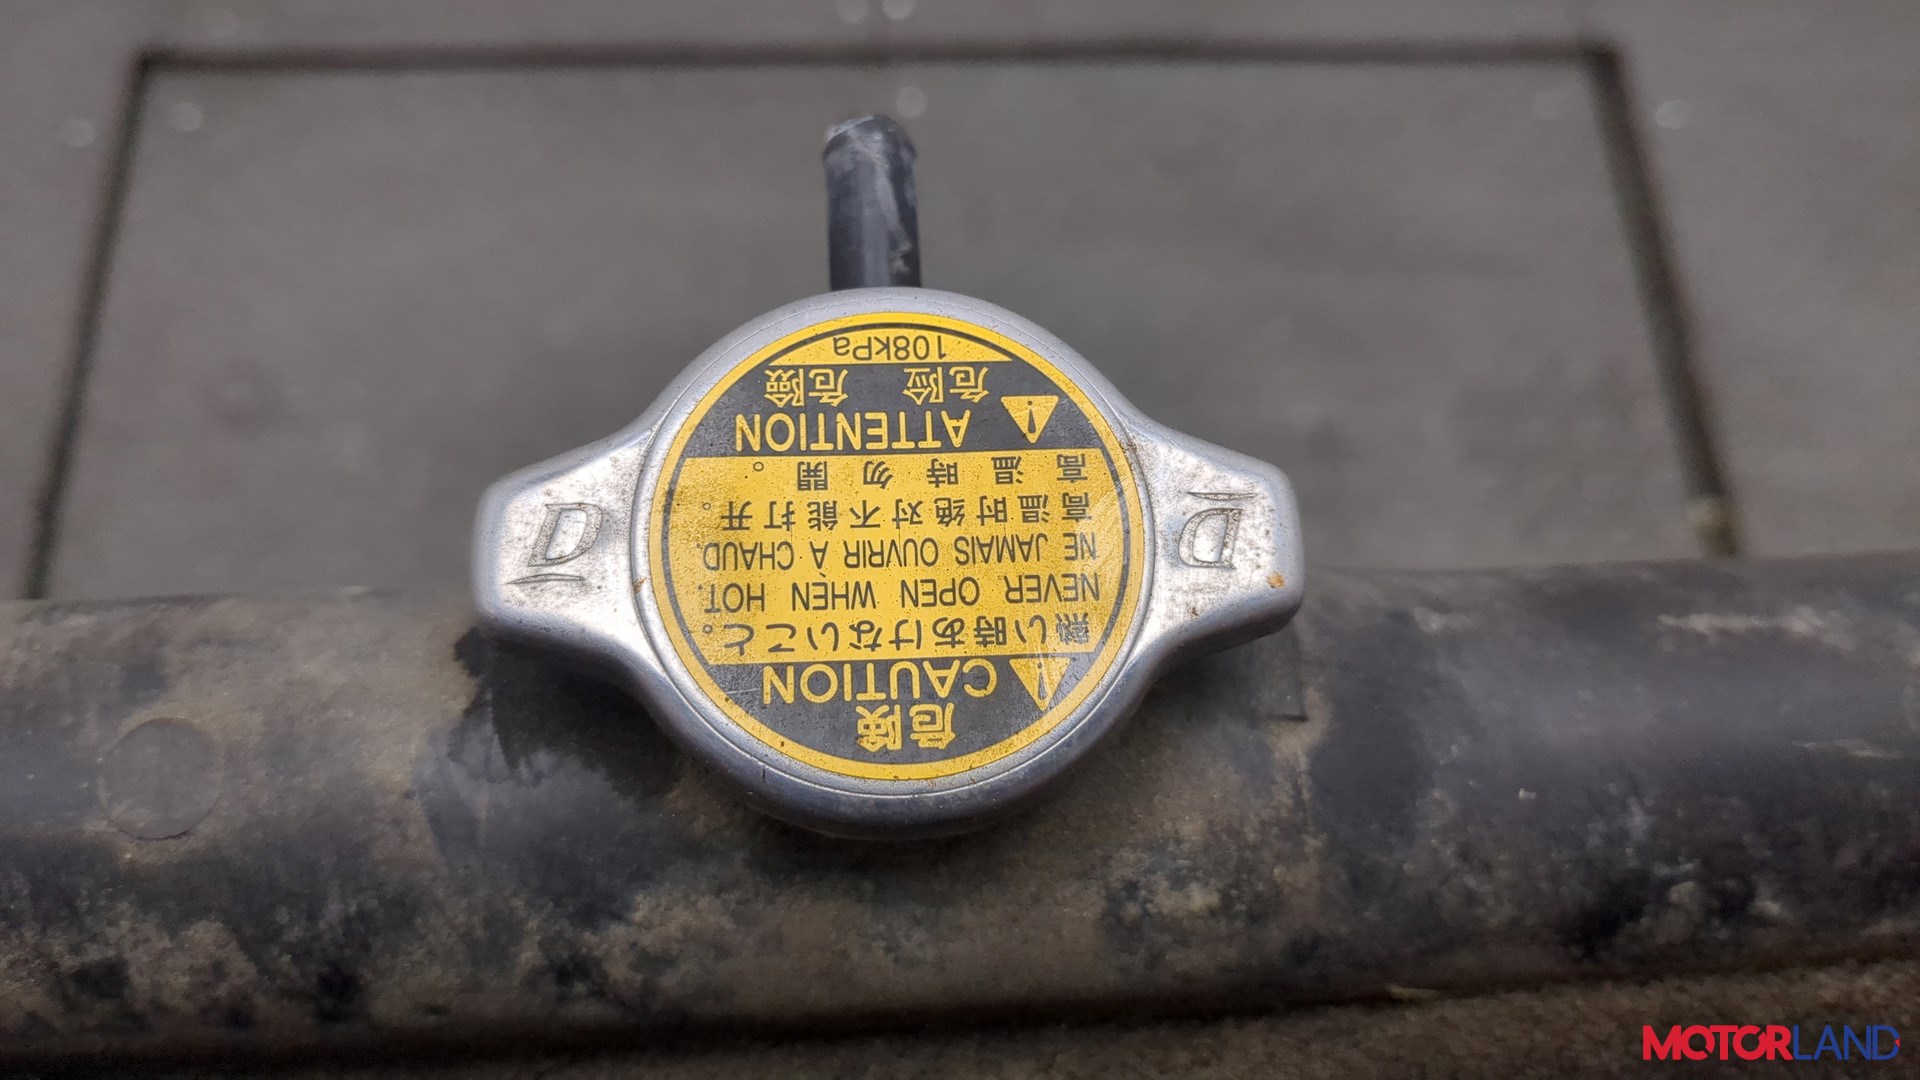 危険
CAUTION
熱い時あけないこと。
NEVER OPEN WHEN HOT.
NE JAMAIS OUVRIR À CHAUD.
高温时绝对不能打开。
高温時勿開。
ATTENTION
危险 危險
108kPa
D D
MOTORLAND